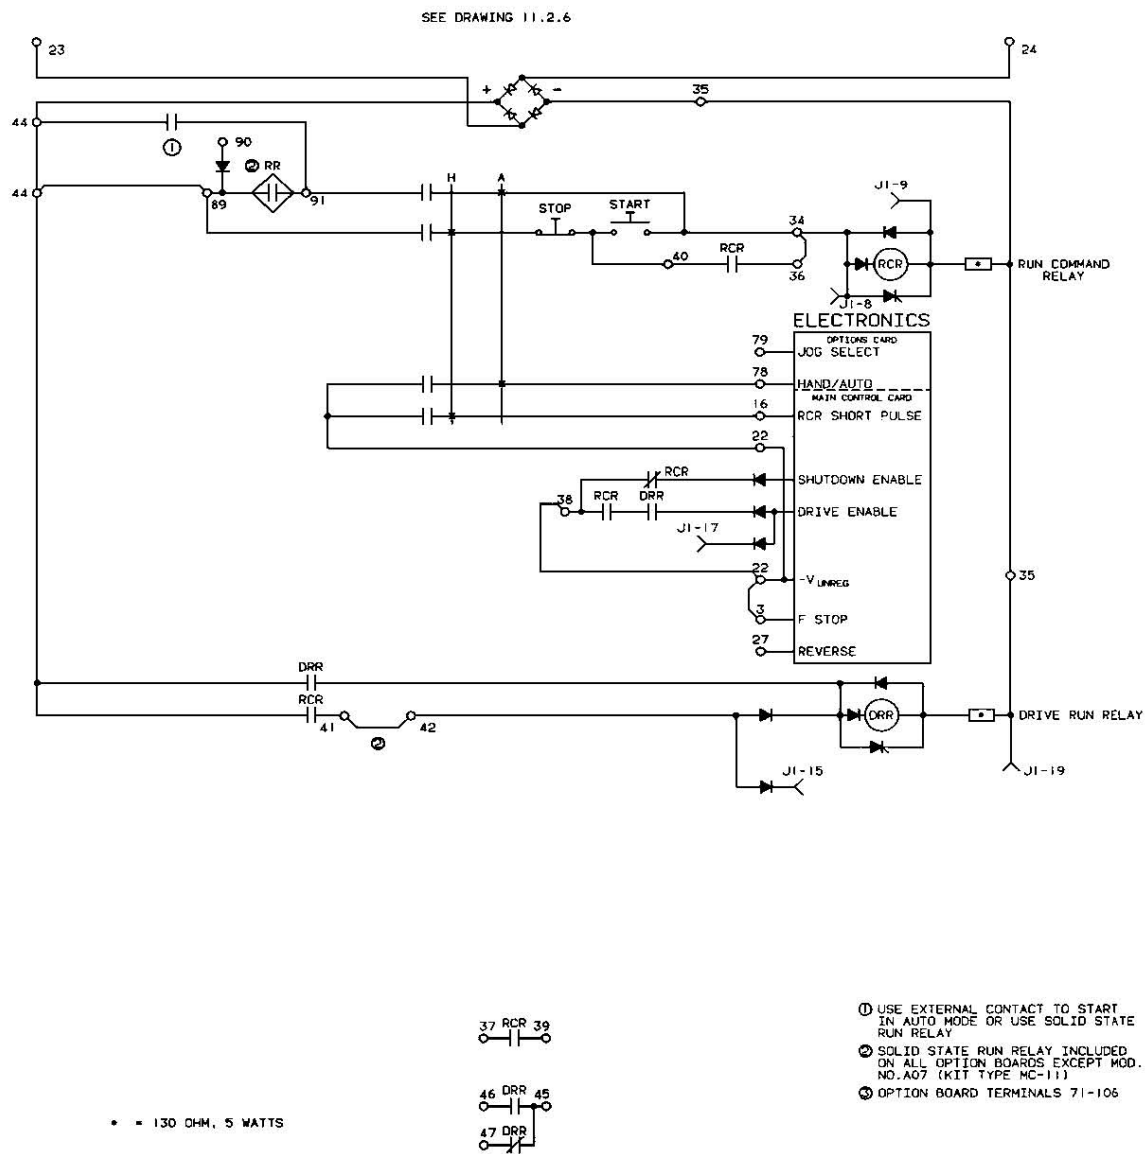 SEE DRAWING 11.2.6
23
24
+
-
35
44
①
90
② RR
44
89
91
H
A
STOP
START
34
J1-9
40
RCR
36
RCR
*
RUN COMMAND
RELAY
J1-8
ELECTRONICS
OPTIONS CARD
79
JOG SELECT
78
HAND/AUTO
MAIN CONTROL CARD
16
RCR SHORT PULSE
22
RCR
SHUTDOWN ENABLE
38
RCR
DRR
DRIVE ENABLE
J1-17
22
-V UNREG
35
3
F STOP
27
REVERSE
DRR
RCR
41
42
②
DRR
*
DRIVE RUN RELAY
J1-15
J1-19
37 RCR 39
46 DRR 45
47 DRR
* = 130 OHM, 5 WATTS
① USE EXTERNAL CONTACT TO START
IN AUTO MODE OR USE SOLID STATE
RUN RELAY
② SOLID STATE RUN RELAY INCLUDED
ON ALL OPTION BOARDS EXCEPT MOD.
NO.A07 (KIT TYPE MC-11)
③ OPTION BOARD TERMINALS 71-106